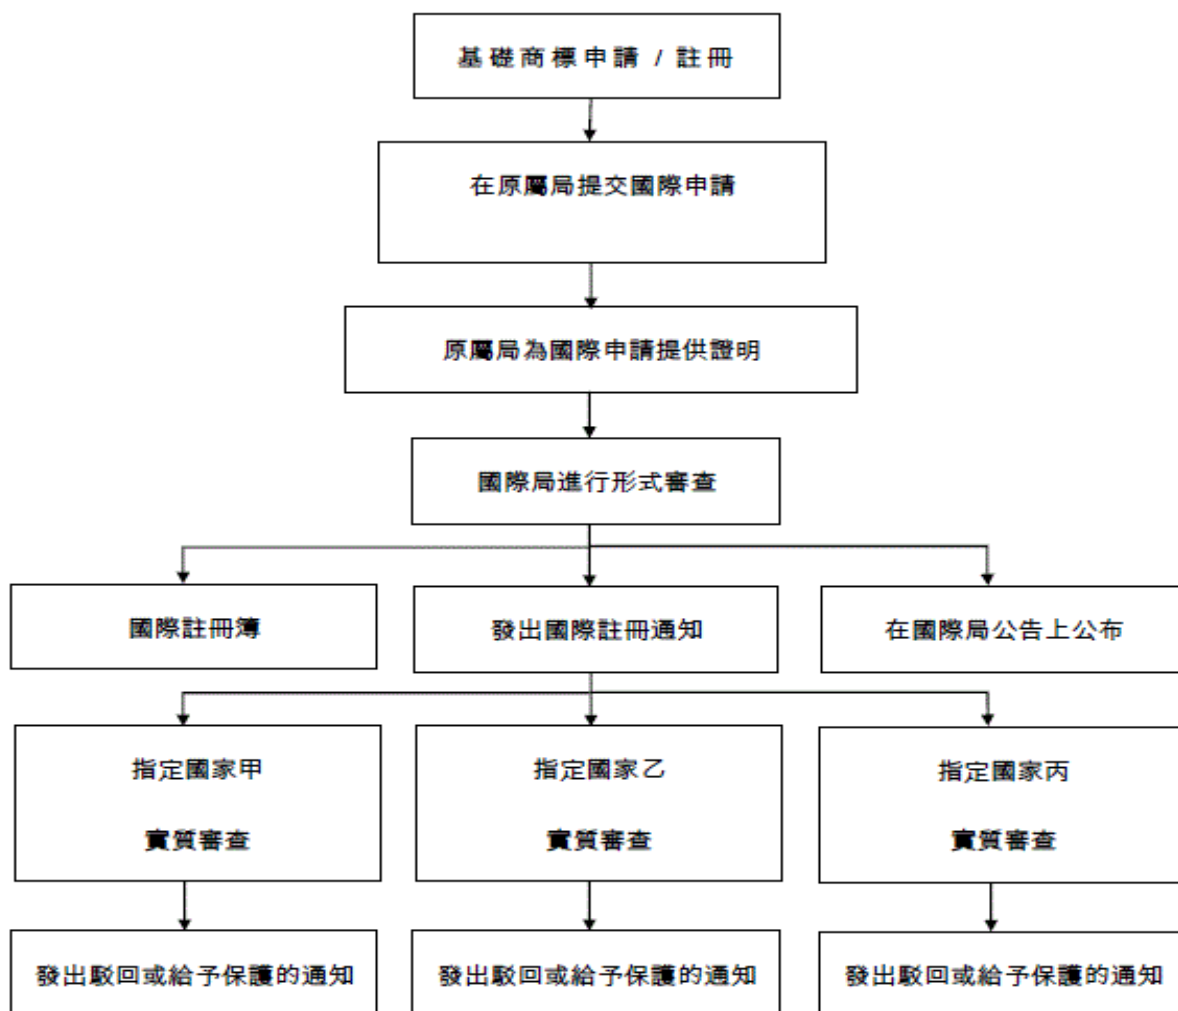 基礎商標申請 / 註冊
在原屬局提交國際申請
原屬局為國際申請提供證明
國際局進行形式審查
國際註冊簿
發出國際註冊通知
在國際局公告上公布
指定國家甲
實質審查
指定國家乙
實質審查
指定國家丙
實質審查
發出駁回或給予保護的通知
發出駁回或給予保護的通知
發出駁回或給予保護的通知